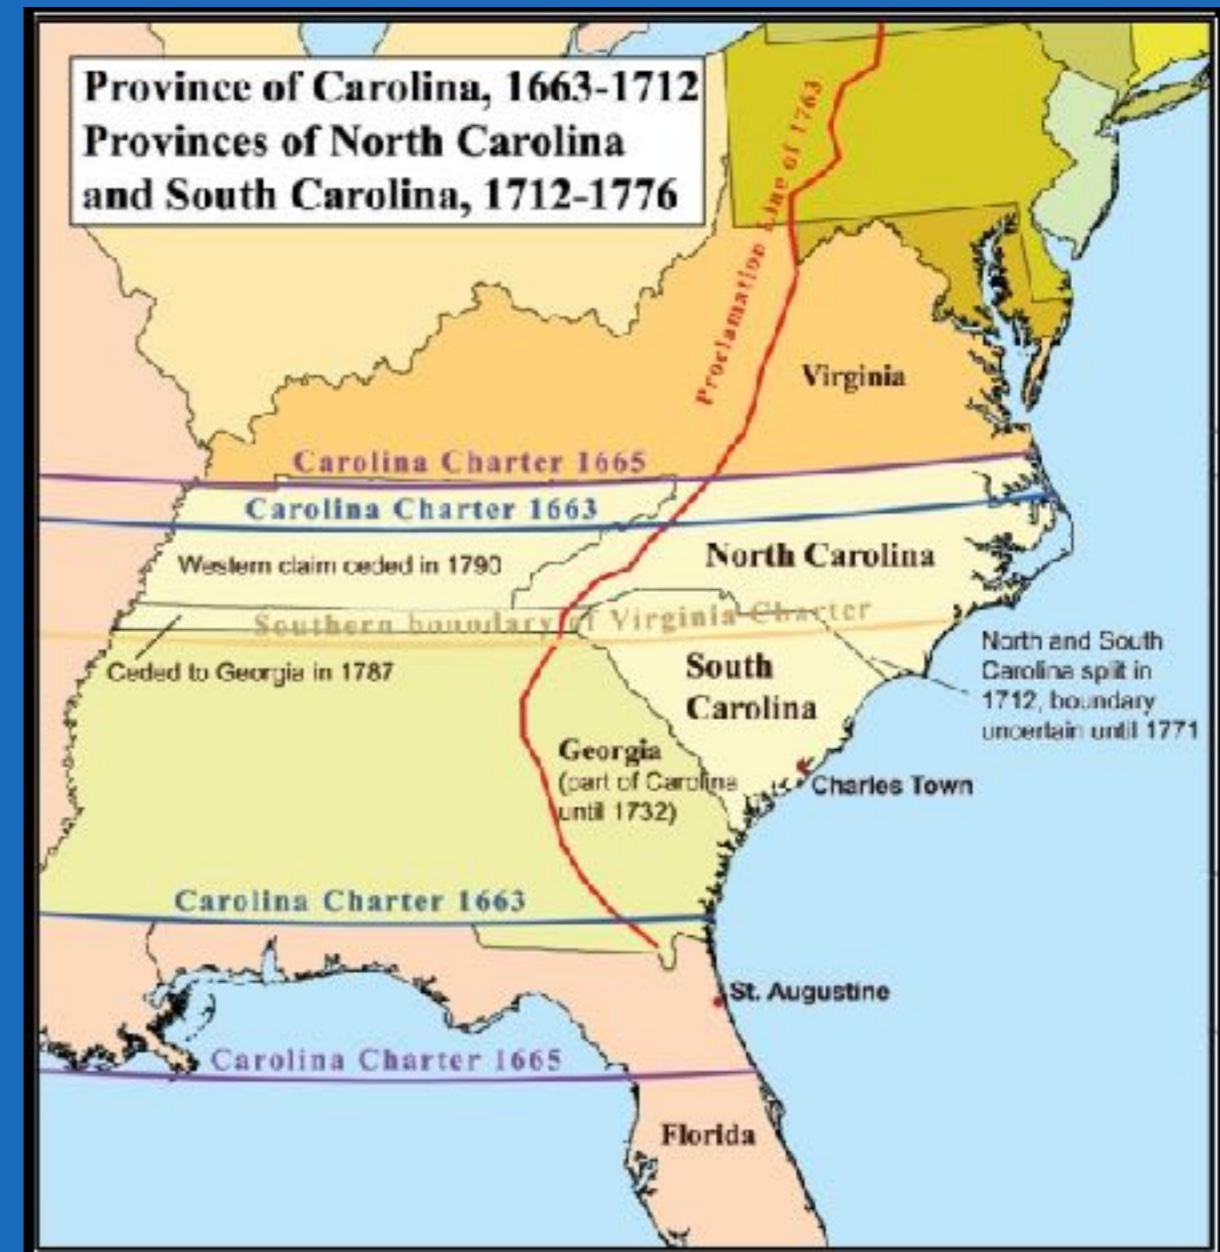 Province of Carolina, 1663-1712
Provinces of North Carolina
and South Carolina, 1712-1776
Proclamation Line of 1763
Virginia
Carolina Charter 1665
Carolina Charter 1663
Western claim ceded in 1790
North Carolina
Southern boundary of Virginia Charter
Ceded to Georgia in 1787
South
Carolina
North and South
Carolina split in
1712, boundary
uncertain until 1771
Georgia
(part of Carolina
until 1732)
Charles Town
Carolina Charter 1663
St. Augustine
Carolina Charter 1665
Florida